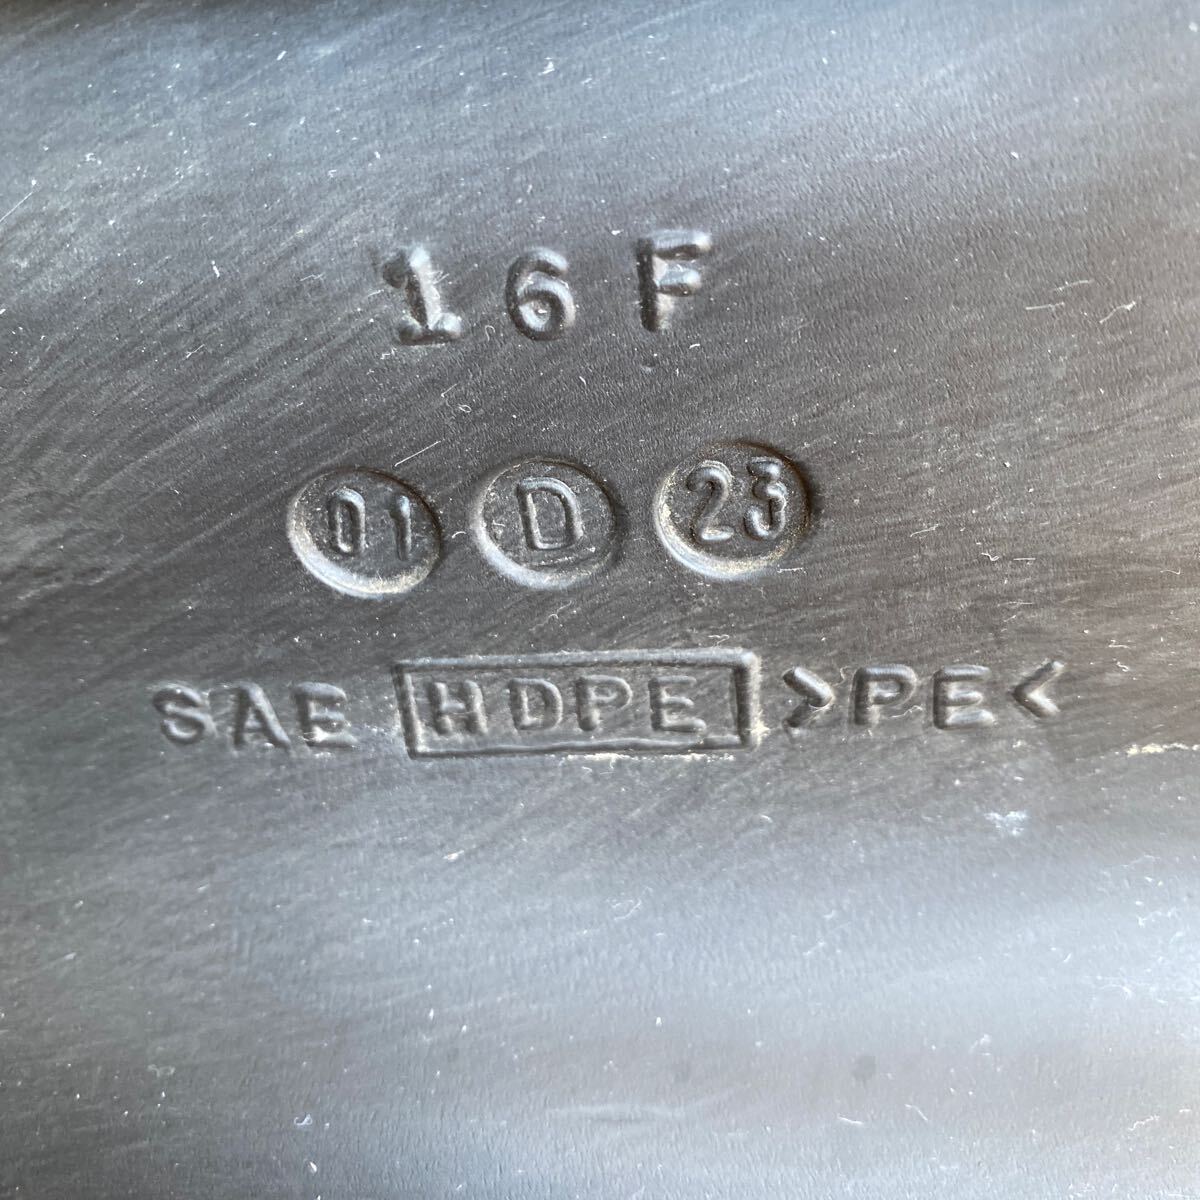 16F
01 D 23
SAE HDPE >PE<